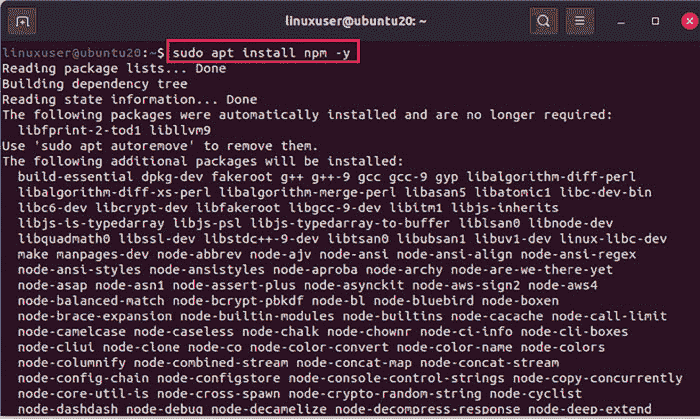 linuxuser@ubuntu20: ~
linuxuser@ubuntu20:~$ sudo apt install npm -y
Reading package lists... Done
Building dependency tree
Reading state information... Done
The following packages were automatically installed and are no longer required:
libfprint-2-tod1 libllvm9
Use 'sudo apt autoremove' to remove them.
The following additional packages will be installed:
build-essential dpkg-dev fakeroot g++ g++-9 gcc gcc-9 gyp libalgorithm-diff-perl
libalgorithm-diff-xs-perl libalgorithm-merge-perl libasan5 libatomic1 libc-dev-bin
libc6-dev libcrypt-dev libfakeroot libgcc-9-dev libitm1 libjs-inherits
libjs-is-typedarray libjs-psl libjs-typedarray-to-buffer liblsan0 libnode-dev
libquadmath0 libssl-dev libstdc++-9-dev libtsan0 libubsan1 libuv1-dev linux-libc-dev
make manpages-dev node-abbrev node-ajv node-ansi node-ansi-align node-ansi-regex
node-ansi-styles node-ansistyles node-aproba node-archy node-are-we-there-yet
node-asap node-asn1 node-assert-plus node-asynckit node-aws-sign2 node-aws4
node-balanced-match node-bcrypt-pbkdf node-bl node-bluebird node-boxen
node-brace-expansion node-builtin-modules node-builtins node-cacache node-call-limit
node-camelcase node-caseless node-chalk node-chownr node-ci-info node-cli-boxes
node-cliui node-clone node-co node-color-convert node-color-name node-colors
node-columnify node-combined-stream node-concat-map node-concat-stream
node-config-chain node-configstore node-console-control-strings node-copy-concurrently
node-core-util-is node-cross-spawn node-crypto-random-string node-cyclist
node-dashdash node-debug node-decamelize node-decompress-response node-deep-extend